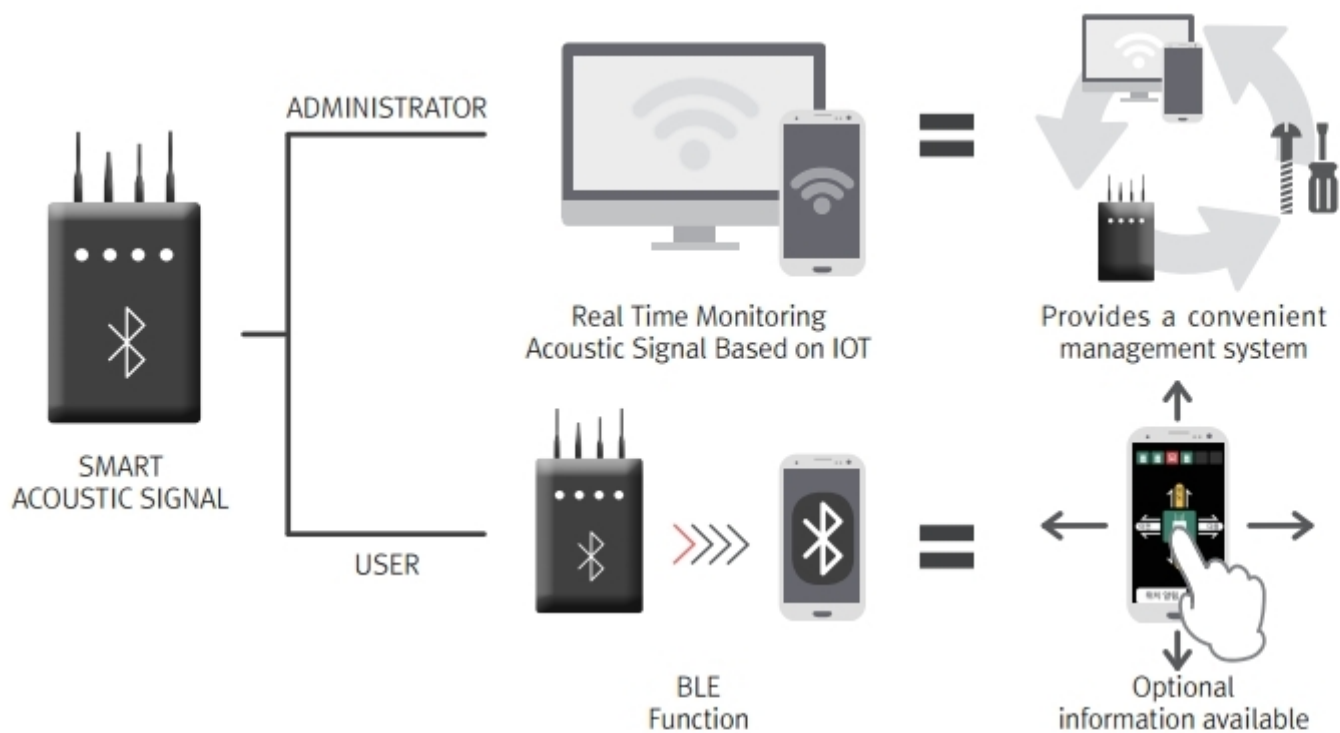 ADMINISTRATOR
Real Time Monitoring
Acoustic Signal Based on IOT
Provides a convenient
management system
SMART
ACOUSTIC SIGNAL
USER
BLE
Function
Optional
information available